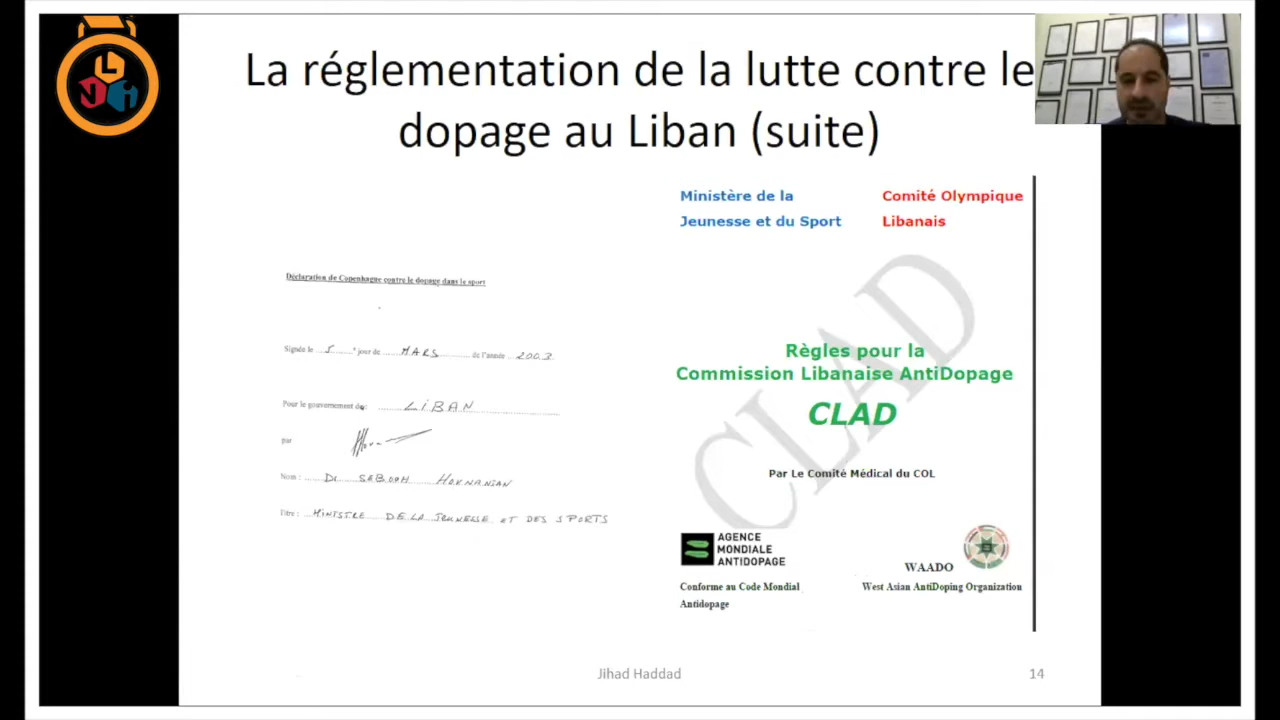 La réglementation de la lutte contre le
dopage au Liban (suite)
Déclaration de Copenhague contre le dopage dans le sport
Signée le 5 ° jour de MARS de l'année 2003
Pour le gouvernement de: LIBAN
par
Nom : Dr SEBOUH HOVNANIAN
Titre : MINISTRE DE LA JEUNESSE ET DES SPORTS
Ministère de la
Jeunesse et du Sport
Comité Olympique
Libanais
CLAD
Règles pour la
Commission Libanaise AntiDopage
CLAD
Par Le Comité Médical du COL
AGENCE
MONDIALE
ANTIDOPAGE
Conforme au Code Mondial
Antidopage
WAADO
West Asian AntiDoping Organization
Jihad Haddad
14